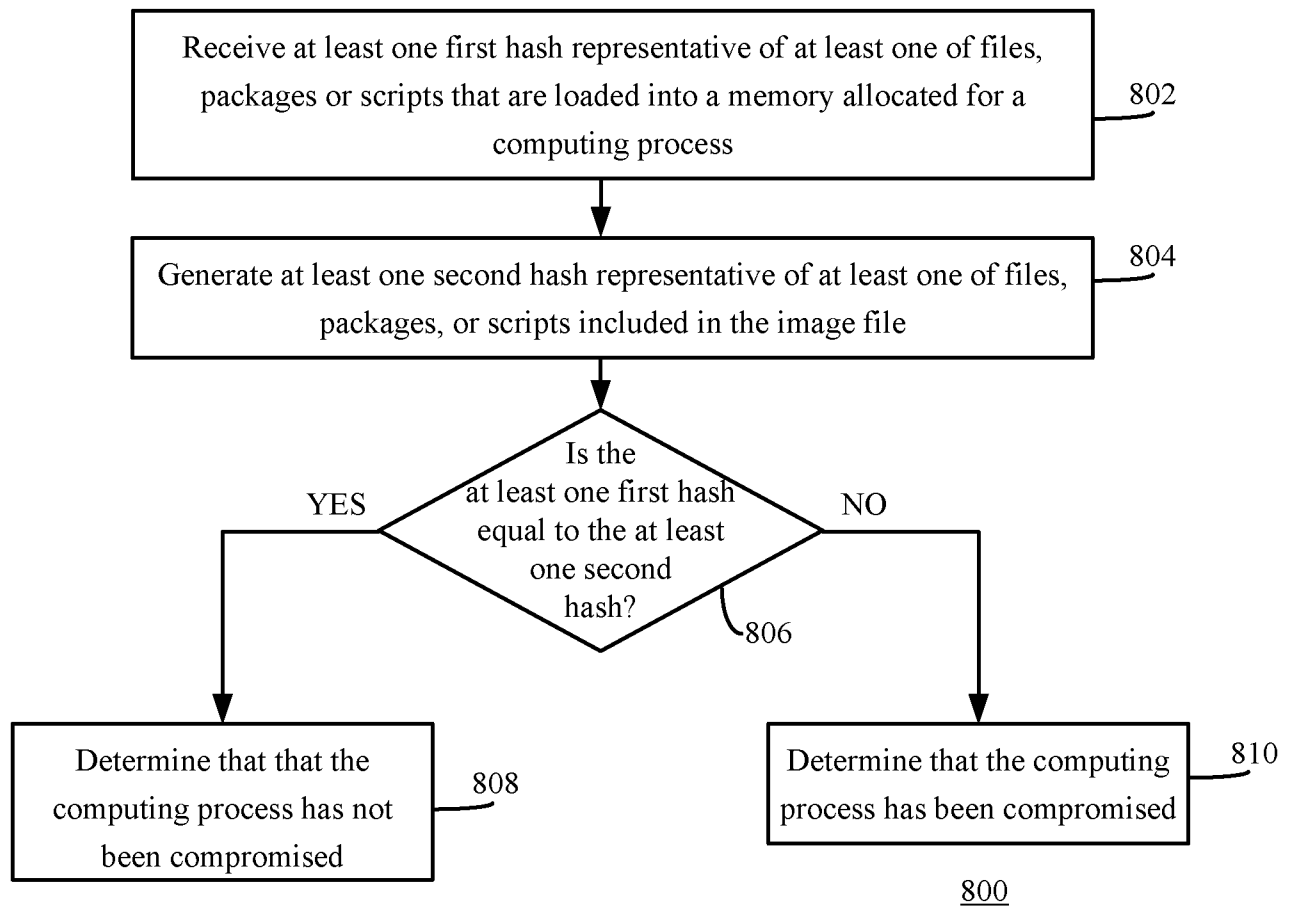 Receive at least one first hash representative of at least one of files,
packages or scripts that are loaded into a memory allocated for a
computing process
802
Generate at least one second hash representative of at least one of files,
packages, or scripts included in the image file
804
Is the
at least one first hash
equal to the at least
one second
hash?
YES
NO
806
Determine that that the
computing process has not
been compromised
808
Determine that the computing
process has been compromised
810
800